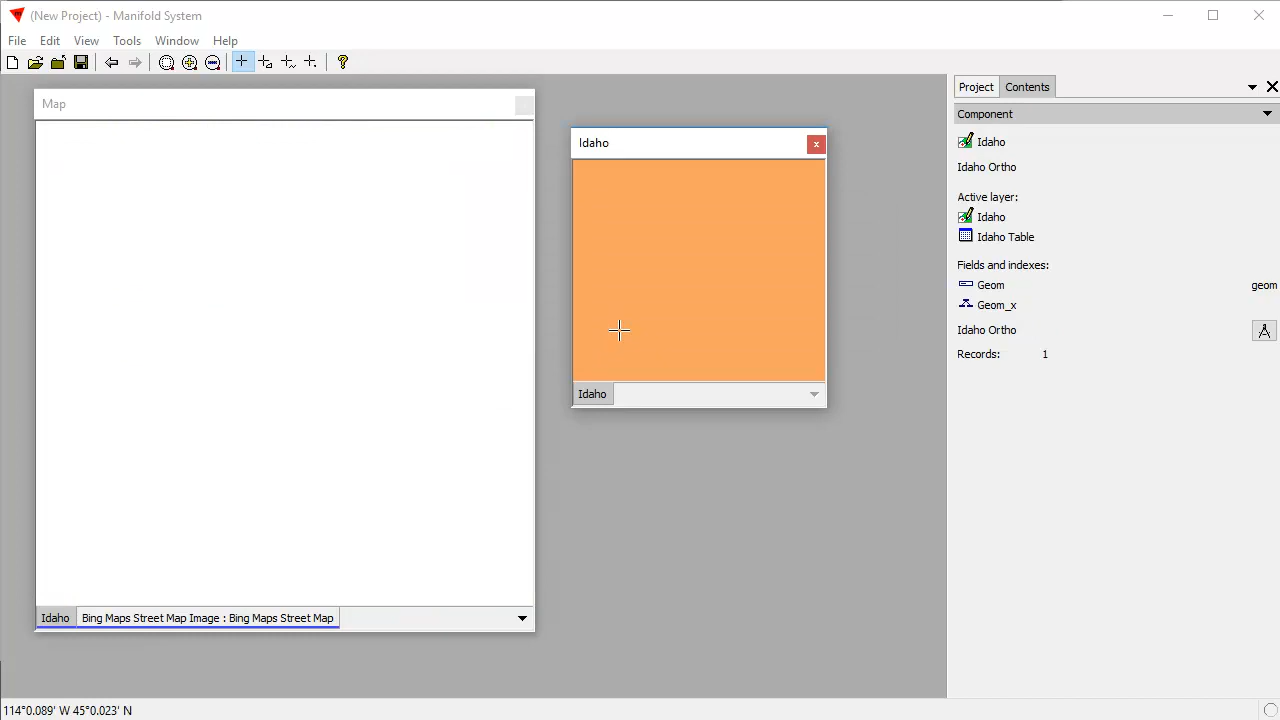 (New Project) - Manifold System
File Edit View Tools Window Help
Map
Idaho Bing Maps Street Map Image : Bing Maps Street Map
Idaho
x
Idaho
Project Contents
Component
Idaho
Idaho Ortho
Active layer:
Idaho
Idaho Table
Fields and indexes:
Geom geom
Geom_x
Idaho Ortho
Records: 1
114°0.089' W 45°0.023' N